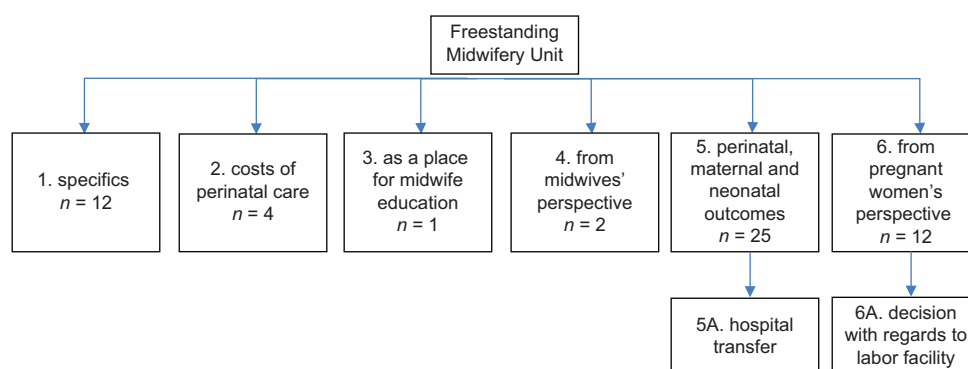 Freestanding
Midwifery Unit
1. specifics
n = 12
2. costs of
perinatal care
n = 4
3. as a place
for midwife
education
n = 1
4. from
midwives’
perspective
n = 2
5. perinatal,
maternal and
neonatal
outcomes
n = 25
6. from
pregnant
women’s
perspective
n = 12
5A. hospital
transfer
6A. decision
with regards to
labor facility